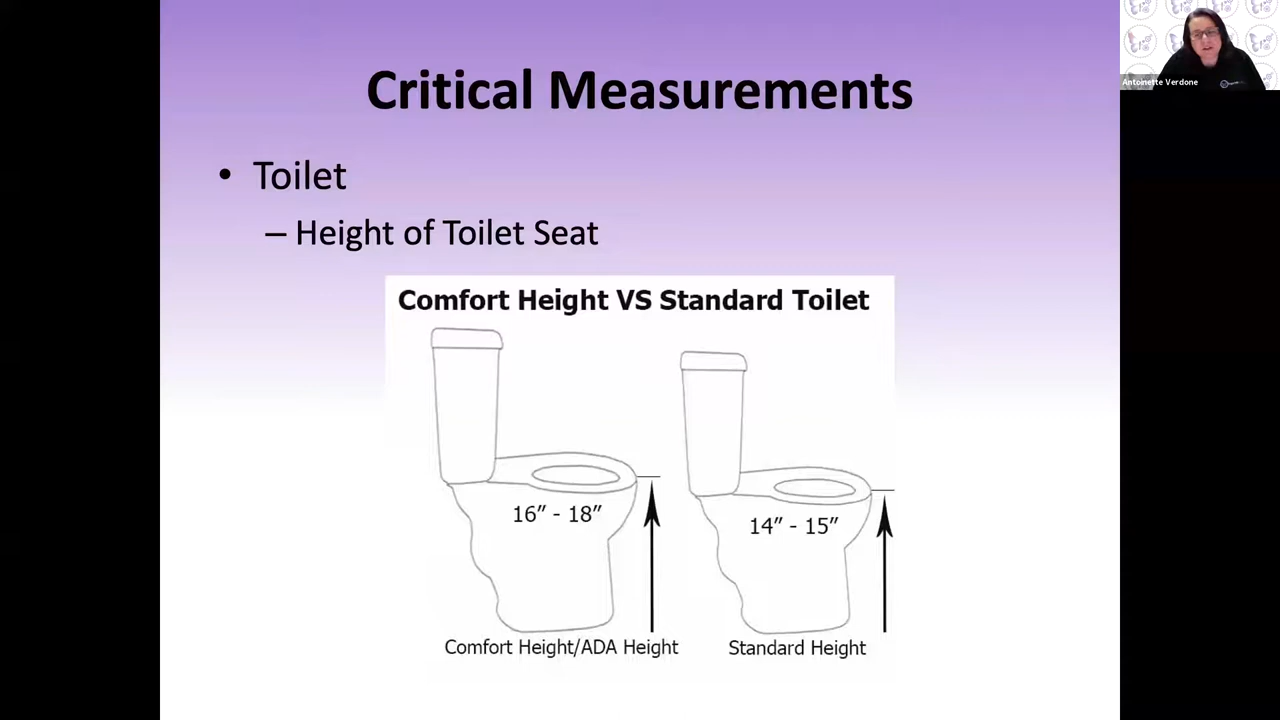 Critical Measurements
Antoinette Verdone
• Toilet
– Height of Toilet Seat
Comfort Height VS Standard Toilet
16” - 18”
14” - 15”
Comfort Height/ADA Height
Standard Height